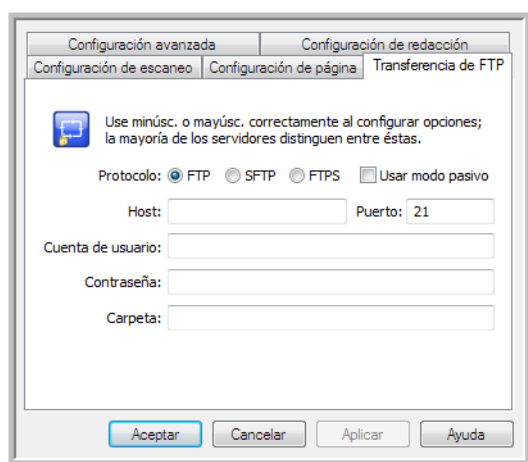 Configuración avanzada Configuración de redacción
Configuración de escaneo Configuración de página Transferencia de FTP
Use minúsc. o mayúsc. correctamente al configurar opciones;
la mayoría de los servidores distinguen entre éstas.
Protocolo: FTP SFTP FTPS Usar modo pasivo
Host: Puerto: 21
Cuenta de usuario:
Contraseña:
Carpeta:
Aceptar Cancelar Aplicar Ayuda